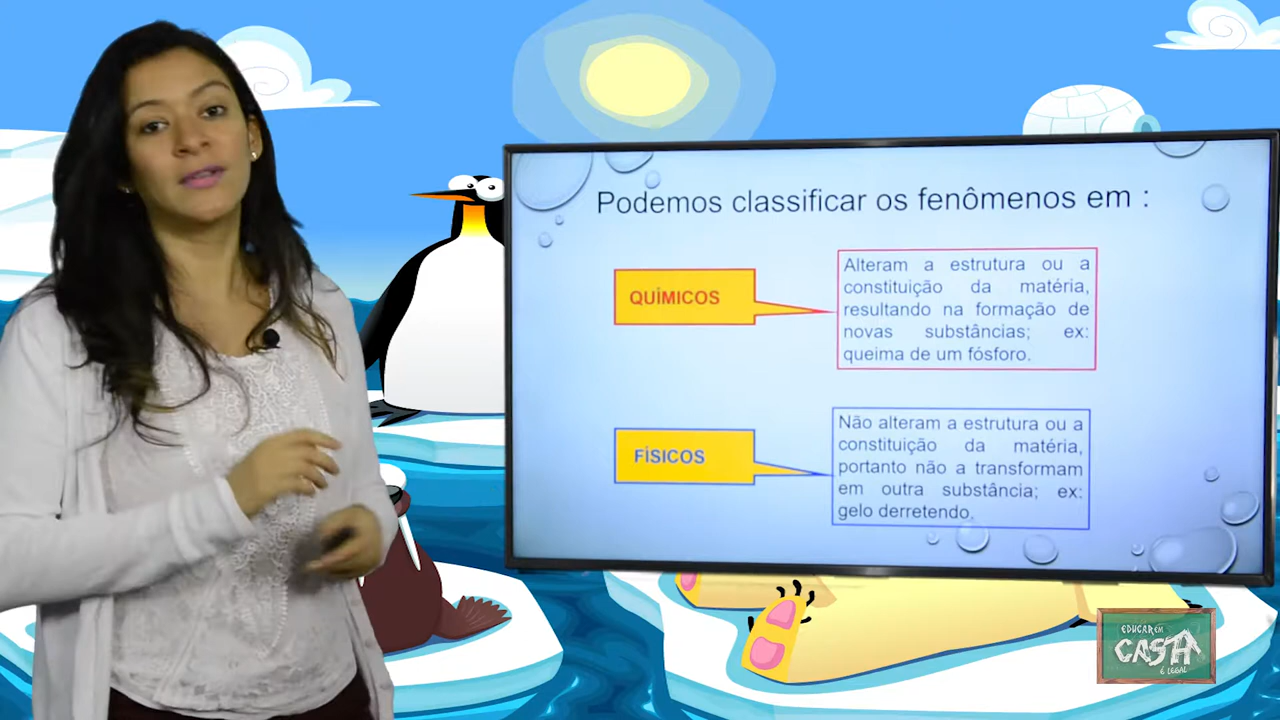 Podemos classificar os fenômenos em :
QUÍMICOS
Alteram a estrutura ou a
constituição da matéria,
resultando na formação de
novas substâncias; ex:
queima de um fósforo.
FÍSICOS
Não alteram a estrutura ou a
constituição da matéria,
portanto não a transformam
em outra substância; ex:
gelo derretendo.
EDUCAR EM
CASA
É LEGAL